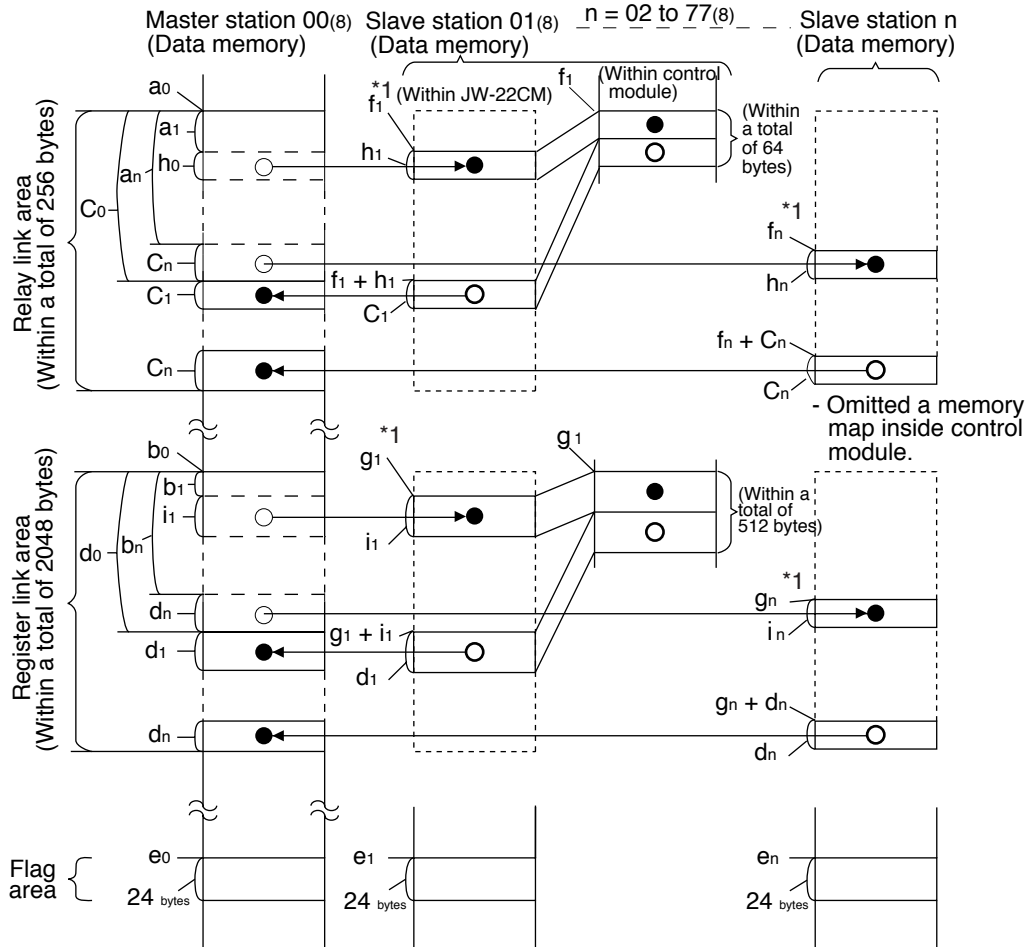 Master station 00(8)
(Data memory)
Slave station 01(8)
(Data memory)
n = 02 to 77(8)
Slave station n
(Data memory)
Relay link area
(Within a total of 256 bytes)
a0
a1
h0
an
C0
Cn
C1
Cn
*1
f1
(Within JW-22CM)
h1
f1 + h1
C1
f1
(Within control
module)
(Within
a total
of 64
bytes)
*1
fn
hn
fn + Cn
Cn
- Omitted a memory
map inside control
module.
Register link area
(Within a total of 2048 bytes)
b0
b1
i1
bn
d0
dn
d1
dn
*1
g1
i1
g1 + i1
d1
g1
(Within a
total of
512 bytes)
*1
gn
in
gn + dn
dn
Flag
area
e0
24 bytes
e1
24 bytes
en
24 bytes